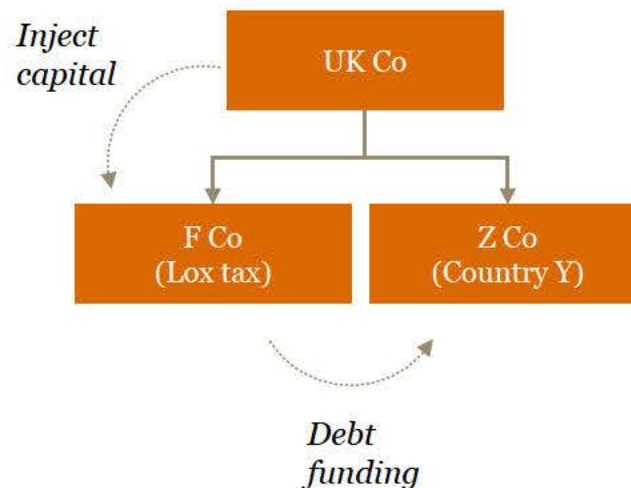 Inject
capital
UK Co
F Co
(Lox tax)
Z Co
(Country Y)
Debt
funding